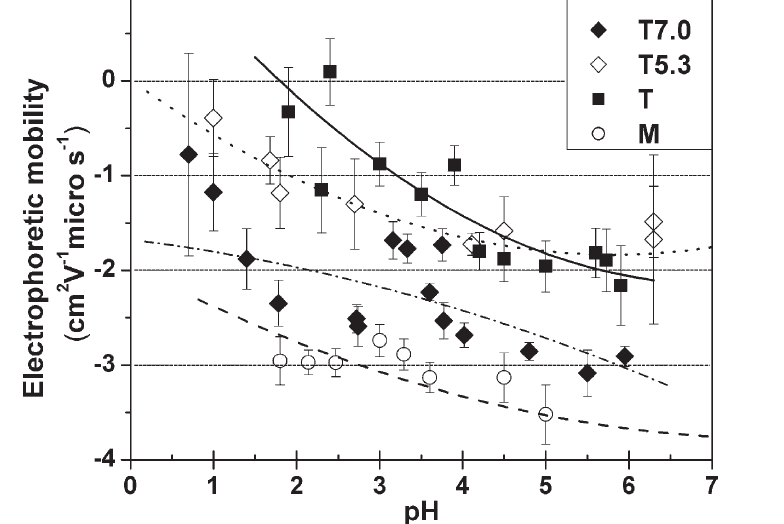 T7.0
T5.3
T
M
0
-1
-2
-3
-4
0 1 2 3 4 5 6 7
pH
Electrophoretic mobility
(cm²V⁻¹micro s⁻¹)